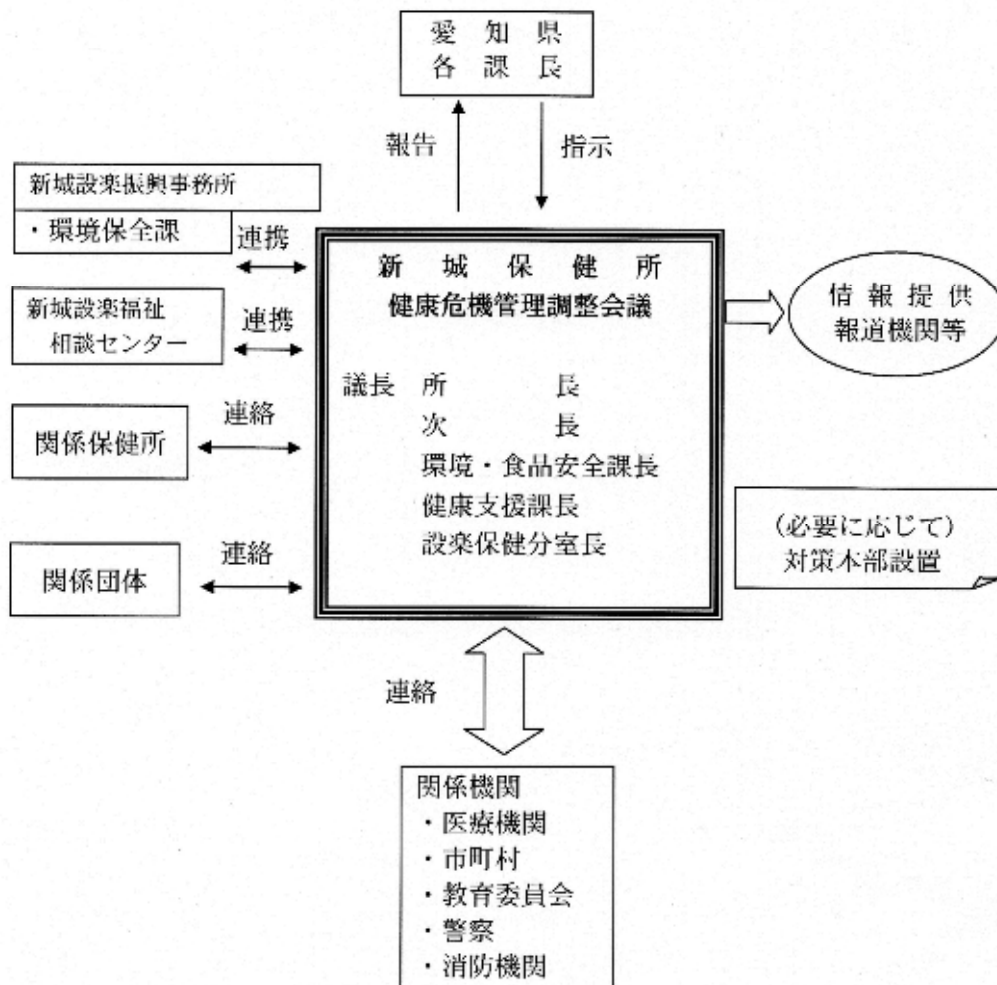 愛知県
各課長
報告
指示
新城設楽振興事務所
・環境保全課
連携
新城設楽福祉
相談センター
連携
関係保健所
連絡
関係団体
連絡
新城保健所
健康危機管理調整会議
議長 所長
次長
環境・食品安全課長
健康支援課長
設楽保健分室長
情報提供
報道機関等
(必要に応じて)
対策本部設置
連絡
関係機関
・医療機関
・市町村
・教育委員会
・警察
・消防機関